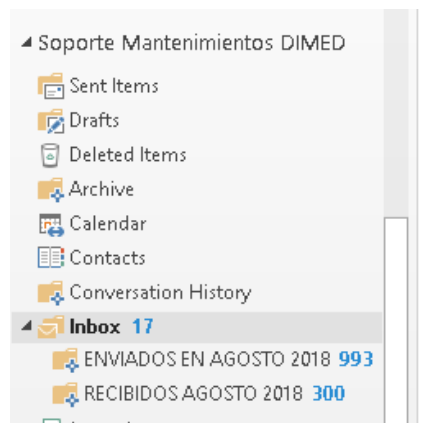 Soporte Mantenimientos DIMED
Sent Items
Drafts
Deleted Items
Archive
Calendar
Contacts
Conversation History
Inbox 17
ENVIADOS EN AGOSTO 2018 993
RECIBIDOS AGOSTO 2018 300